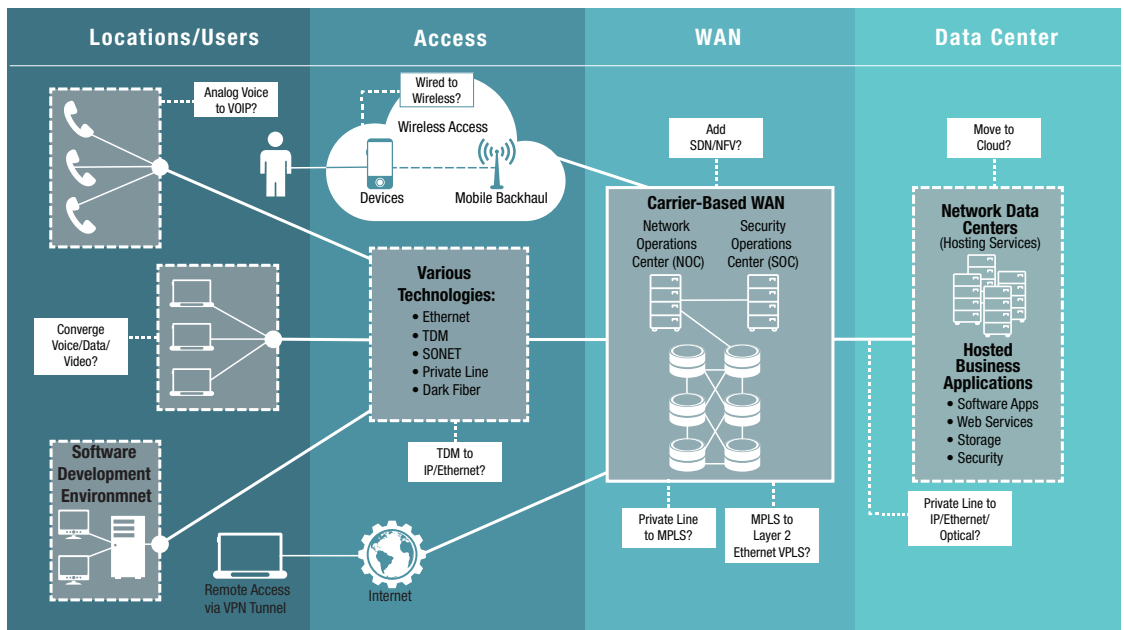 Locations/Users
Access
WAN
Data Center
Analog Voice
to VOIP?
Wired to
Wireless?
Wireless Access
Devices
Mobile Backhaul
Add
SDN/NFV?
Move to
Cloud?
Converge
Voice/Data/
Video?
Various
Technologies:
• Ethernet
• TDM
• SONET
• Private Line
• Dark Fiber
TDM to
IP/Ethernet?
Carrier-Based WAN
Network
Operations
Center (NOC)
Security
Operations
Center (SOC)
Private Line
to MPLS?
MPLS to
Layer 2
Ethernet VPLS?
Network Data
Centers
(Hosting Services)
Hosted
Business
Applications
• Software Apps
• Web Services
• Storage
• Security
Private Line to
IP/Ethernet/
Optical?
Software
Development
Environmnet
Remote Access
via VPN Tunnel
Internet